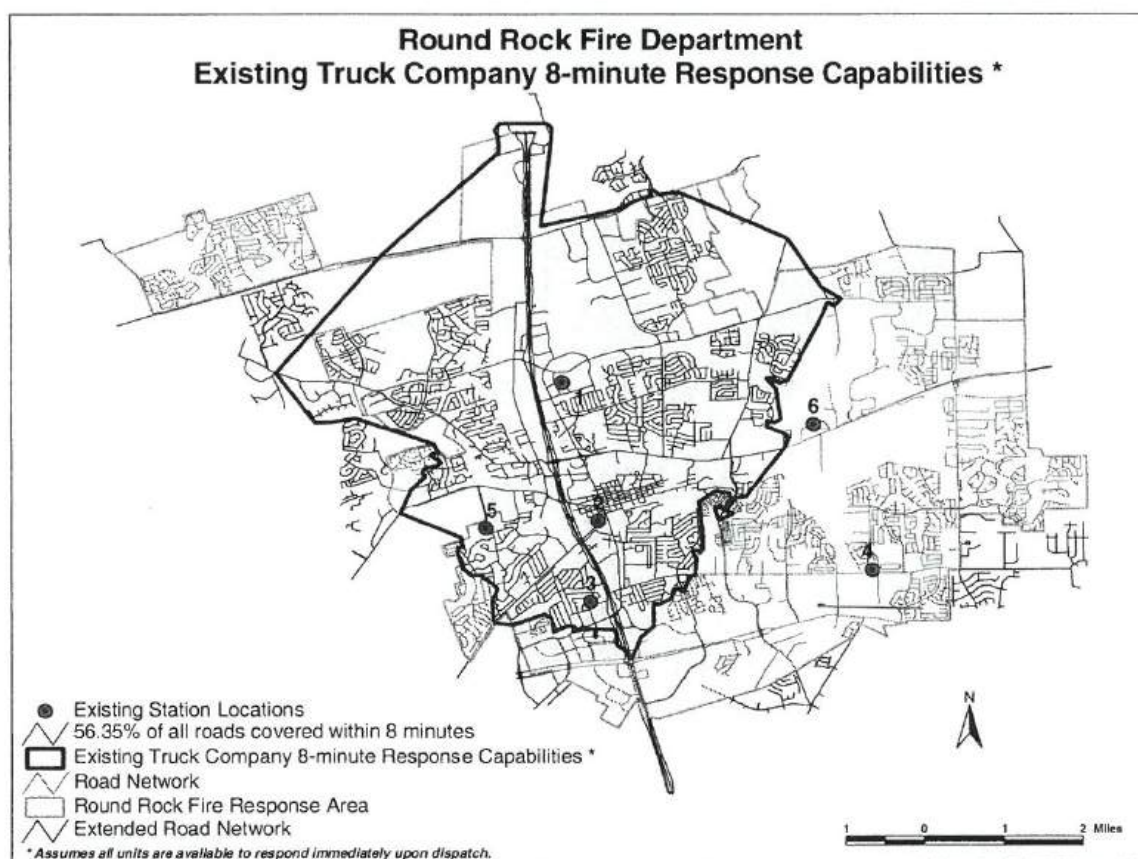 Round Rock Fire Department
Existing Truck Company 8-minute Response Capabilities *
6
5
4
3
N
Existing Station Locations
56.35% of all roads covered within 8 minutes
Existing Truck Company 8-minute Response Capabilities *
Road Network
Round Rock Fire Response Area
Extended Road Network
1 0 1 2 Miles
* Assumes all units are available to respond immediately upon dispatch.